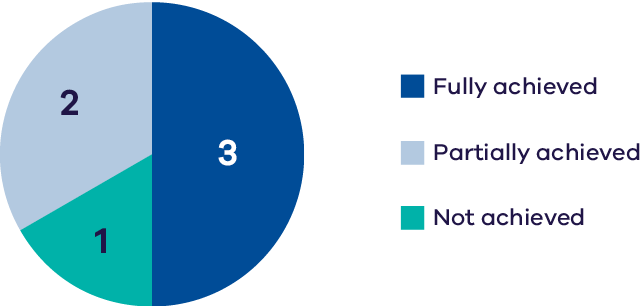 2
3
1
Fully achieved
Partially achieved
Not achieved